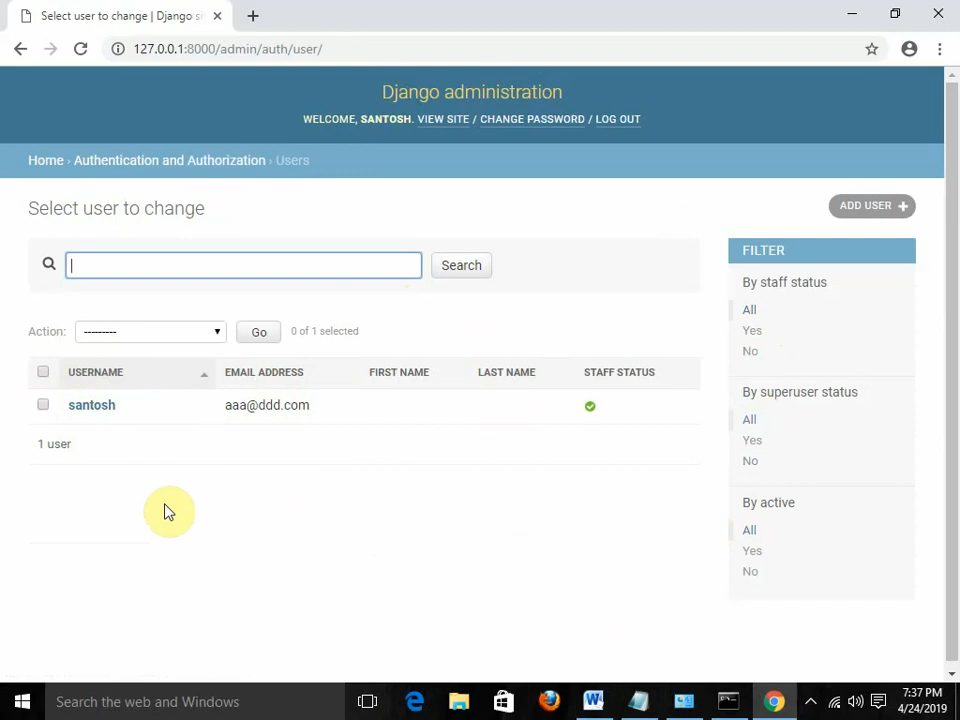 Select user to change | Django si
127.0.0.1:8000/admin/auth/user/
Django administration
WELCOME, SANTOSH. VIEW SITE / CHANGE PASSWORD / LOG OUT
Home › Authentication and Authorization › Users
Select user to change
ADD USER +
Search
FILTER
By staff status
All
Yes
No
By superuser status
All
Yes
No
By active
All
Yes
No
Action: --------- Go 0 of 1 selected
USERNAME EMAIL ADDRESS FIRST NAME LAST NAME STAFF STATUS
santosh aaa@ddd.com
1 user
Search the web and Windows
7:37 PM
4/24/2019